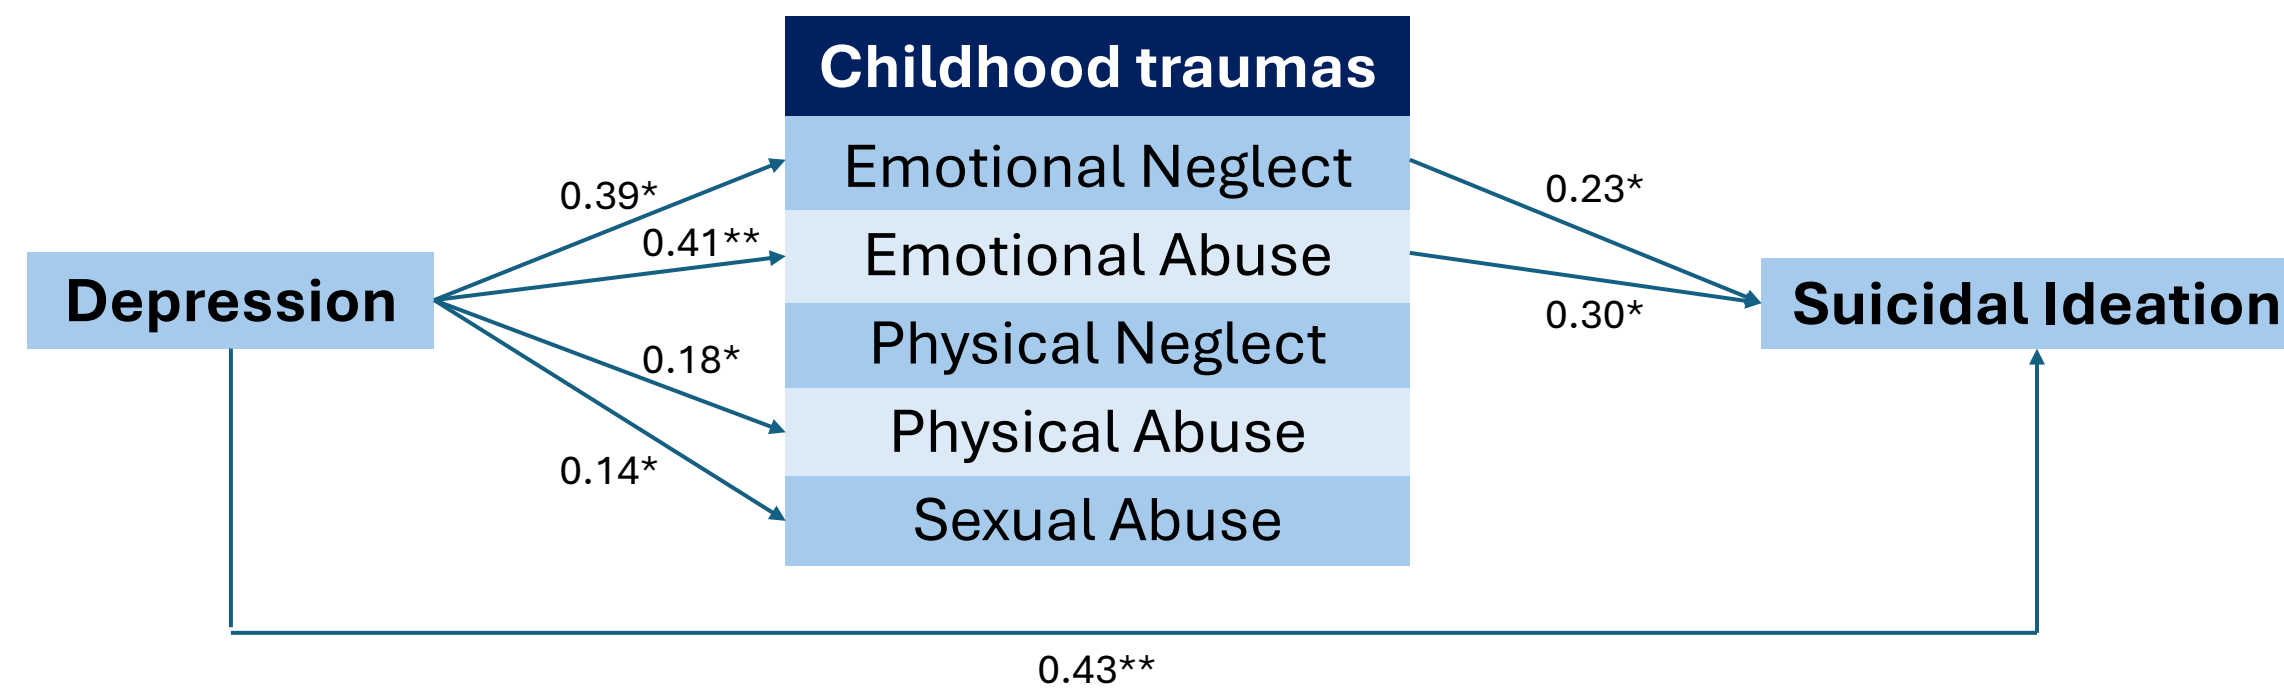 Childhood traumas
Emotional Neglect
0.39*
0.23*
0.41**
Emotional Abuse
Depression
Suicidal Ideation
0.30*
Physical Neglect
0.18*
Physical Abuse
0.14*
Sexual Abuse
0.43**